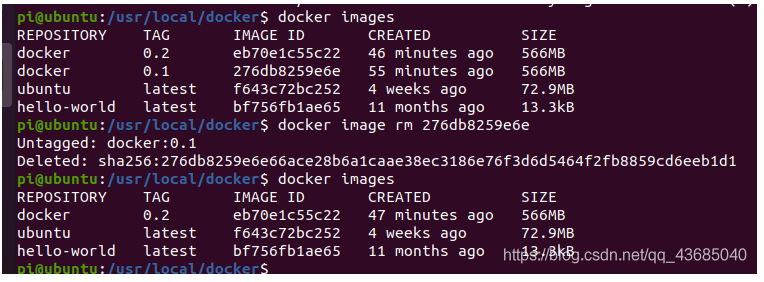 pi@ubuntu:/usr/local/docker$ docker images
REPOSITORY TAG IMAGE ID CREATED SIZE
docker 0.2 eb70e1c55c22 46 minutes ago 566MB
docker 0.1 276db8259e6e 55 minutes ago 566MB
ubuntu latest f643c72bc252 4 weeks ago 72.9MB
hello-world latest bf756fb1ae65 11 months ago 13.3kB
pi@ubuntu:/usr/local/docker$ docker image rm 276db8259e6e
Untagged: docker:0.1
Deleted: sha256:276db8259e6e66ace28b6a1caae38ec3186e76f3d6d5464f2fb8859cd6eeb1d1
pi@ubuntu:/usr/local/docker$ docker images
REPOSITORY TAG IMAGE ID CREATED SIZE
docker 0.2 eb70e1c55c22 47 minutes ago 566MB
ubuntu latest f643c72bc252 4 weeks ago 72.9MB
hello-world latest bf756fb1ae65 11 months ago 13.3kB
https://blog.csdn.net/qq_43685040
pi@ubuntu:/usr/local/docker$